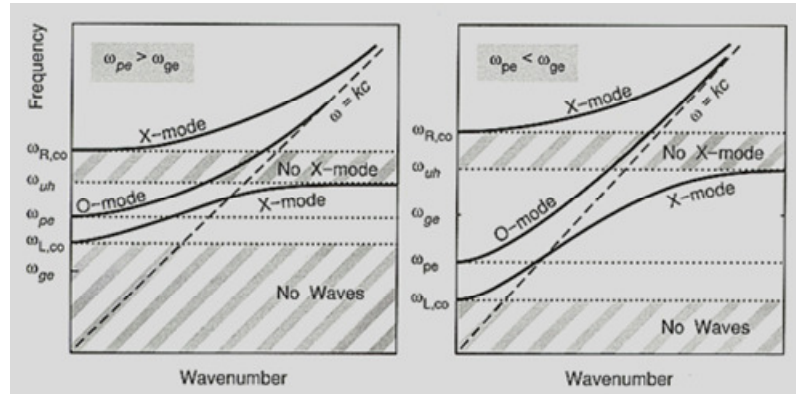 Frequency
ω_pe > ω_ge
X-mode
ω = kc
ω_R,co
No X-mode
ω_uh
O-mode
X-mode
ω_pe
ω_L,co
ω_ge
No Waves
Wavenumber
ω_pe < ω_ge
X-mode
ω = kc
ω_R,co
No X-mode
ω_uh
O-mode
X-mode
ω_ge
ω_pe
ω_L,co
No Waves
Wavenumber